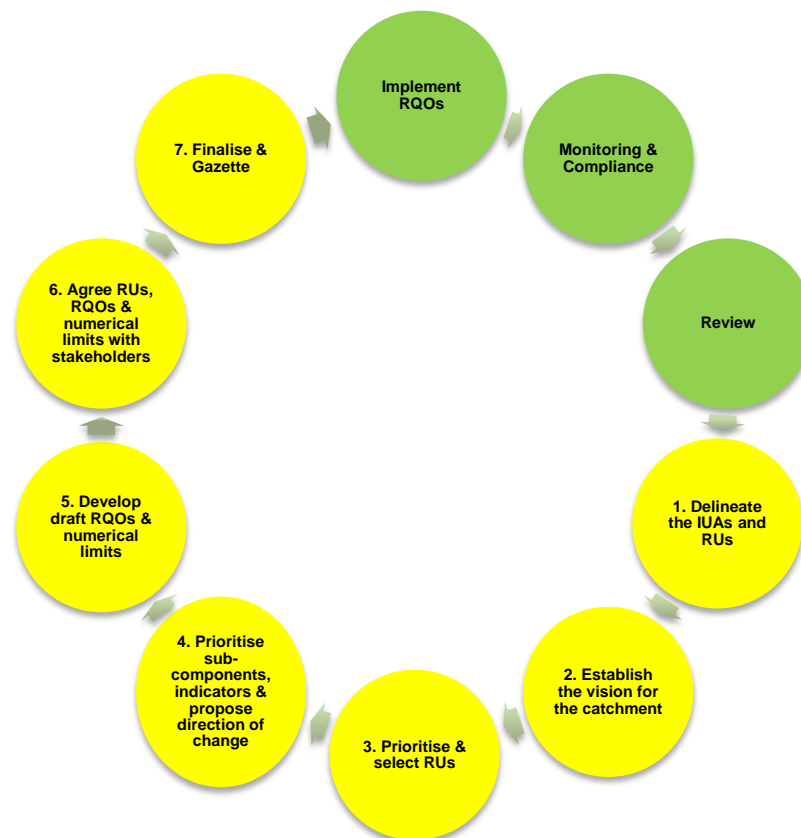 Implement
RQOs
Monitoring &
Compliance
Review
1. Delineate
the IUAs and
RUs
2. Establish
the vision for
the catchment
3. Prioritise &
select RUs
4. Prioritise
sub-
components,
indicators &
propose
direction of
change
5. Develop
draft RQOs &
numerical
limits
6. Agree RUs,
RQOs &
numerical
limits with
stakeholders
7. Finalise &
Gazette